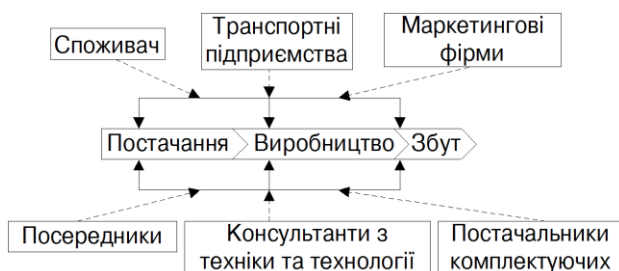 Споживач
Транспортні
підприємства
Маркетингові
фірми
Постачання
Виробництво
Збут
Посередники
Консультанти з
техніки та технології
Постачальники
комплектуючих